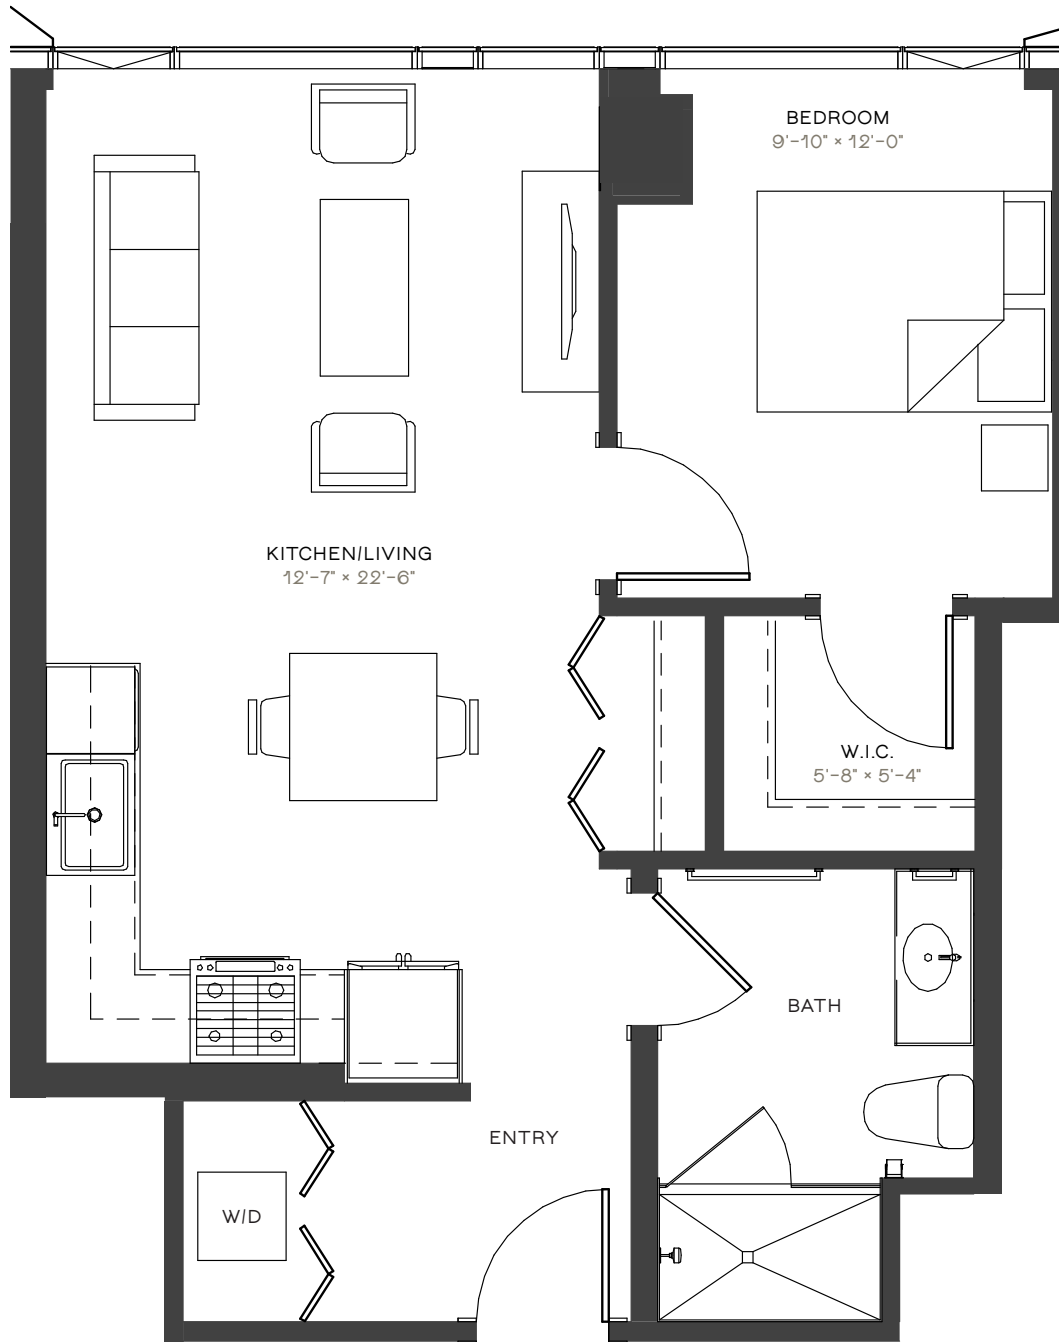 BEDROOM
9'-10" × 12'-0"
KITCHEN/LIVING
12'-7" × 22'-6"
W.I.C.
5'-8" × 5'-4"
BATH
ENTRY
W/D